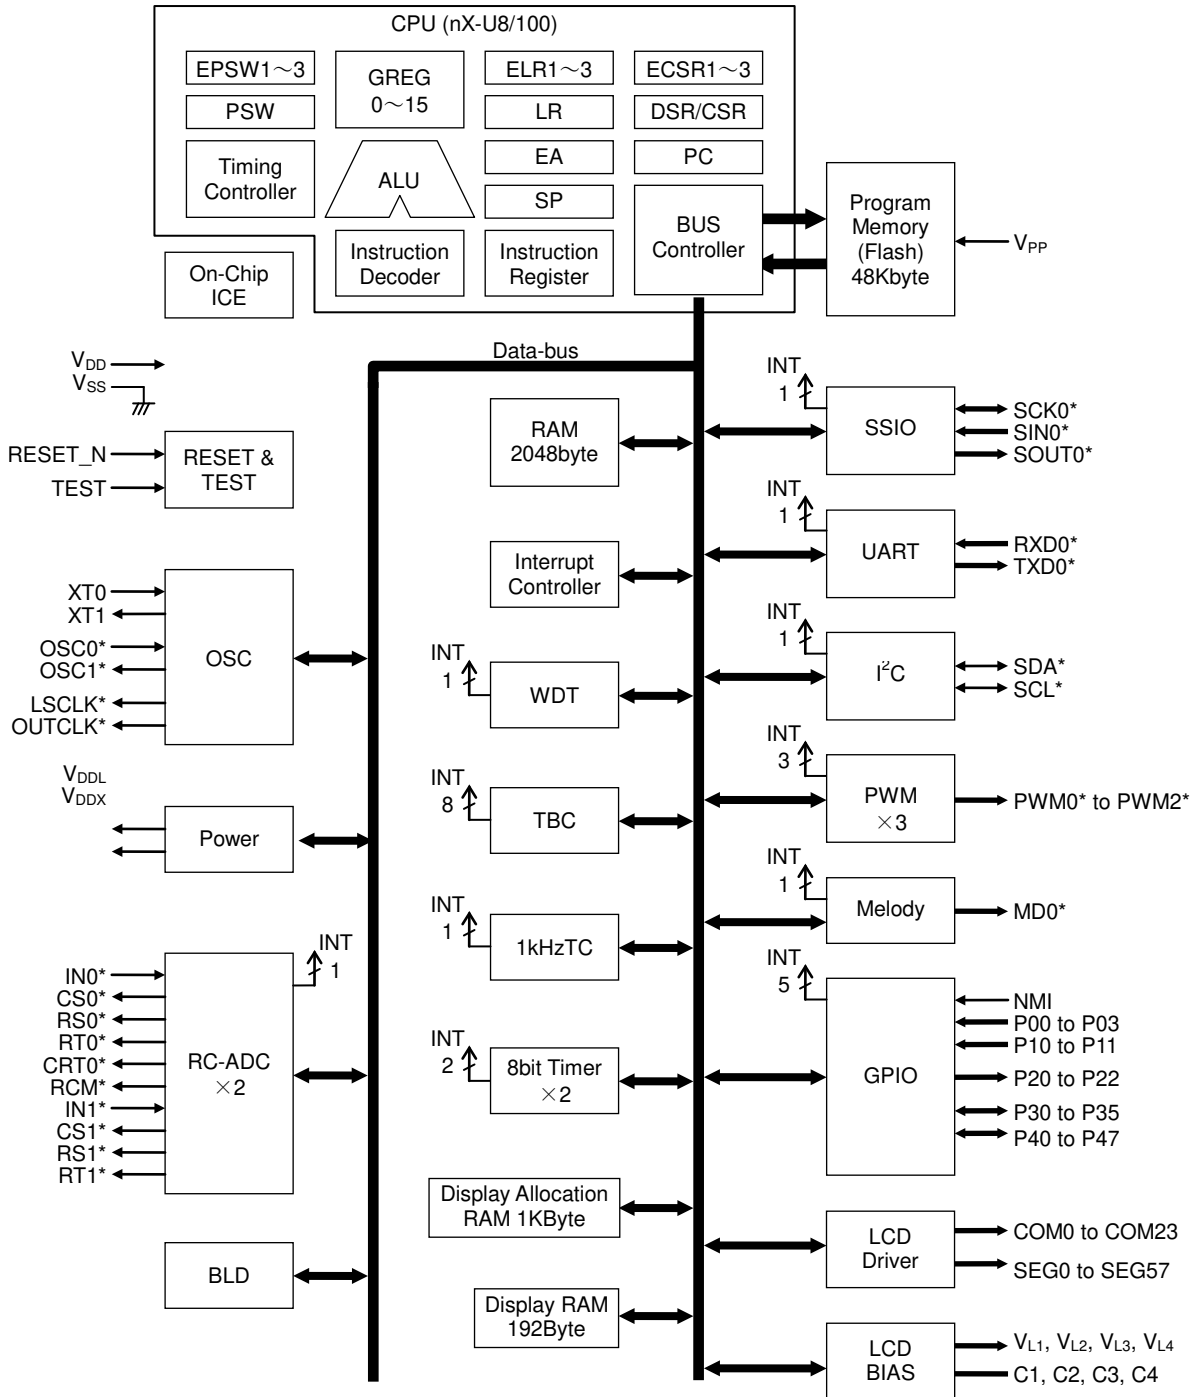 CPU (nX-U8/100)
EPSW1～3
GREG
0～15
ELR1～3
ECSR1～3
PSW
LR
DSR/CSR
Timing
Controller
ALU
EA
PC
SP
BUS
Controller
Program
Memory
(Flash)
48Kbyte
VPP
On-Chip
ICE
Instruction
Decoder
Instruction
Register
VDD
VSS
Data-bus
RESET_N
TEST
RESET &
TEST
RAM
2048byte
INT
1
SSIO
SCK0*
SIN0*
SOUT0*
Interrupt
Controller
INT
1
UART
RXD0*
TXD0*
XT0
XT1
OSC0*
OSC1*
LSCLK*
OUTCLK*
OSC
INT
1
WDT
INT
1
I2C
SDA*
SCL*
VDDL
VDDX
Power
INT
8
TBC
INT
3
PWM
×3
PWM0* to PWM2*
INT
1
Melody
MD0*
IN0*
CS0*
RS0*
RT0*
CRT0*
RCM*
IN1*
CS1*
RS1*
RT1*
INT
1
RC-ADC
×2
INT
1
1kHzTC
INT
2
8bit Timer
×2
INT
5
GPIO
NMI
P00 to P03
P10 to P11
P20 to P22
P30 to P35
P40 to P47
Display Allocation
RAM 1KByte
LCD
Driver
COM0 to COM23
SEG0 to SEG57
BLD
Display RAM
192Byte
LCD
BIAS
VL1, VL2, VL3, VL4
C1, C2, C3, C4